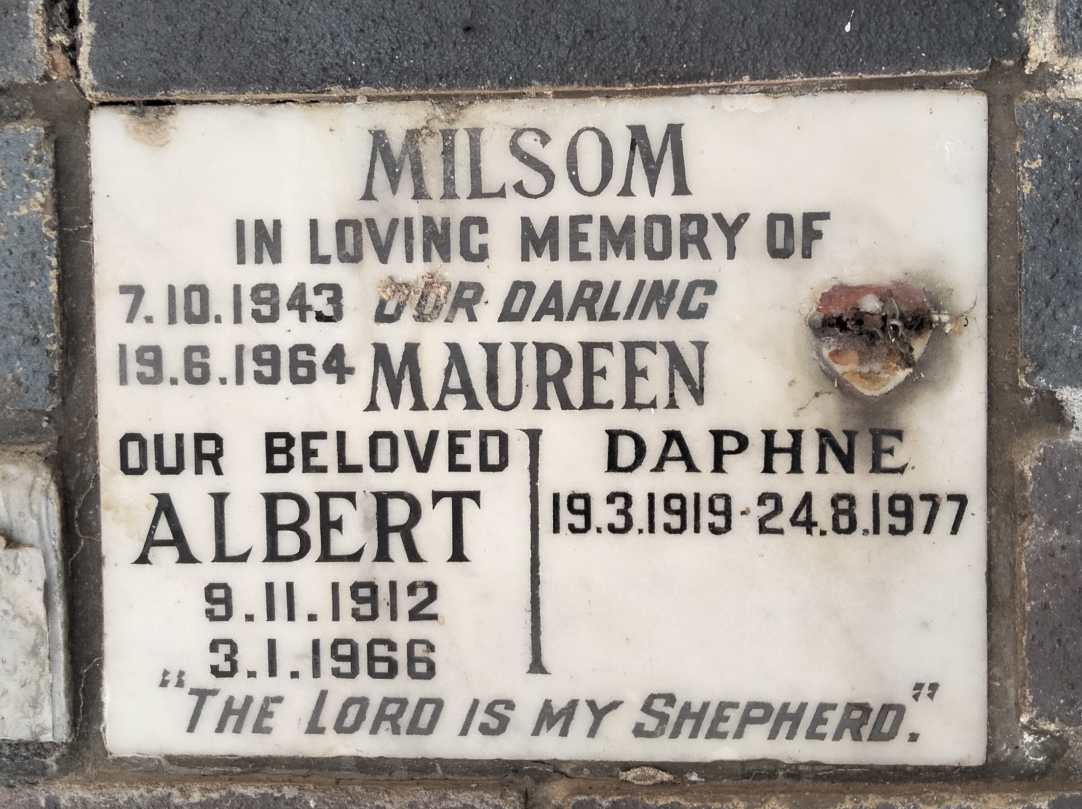 MILSOM
IN LOVING MEMORY OF
7.10.1943 OUR DARLING
19.6.1964 MAUREEN
OUR BELOVED
ALBERT
9.11.1912
3.1.1966
DAPHNE
19.3.1919-24.8.1977
"THE LORD IS MY SHEPHERD."